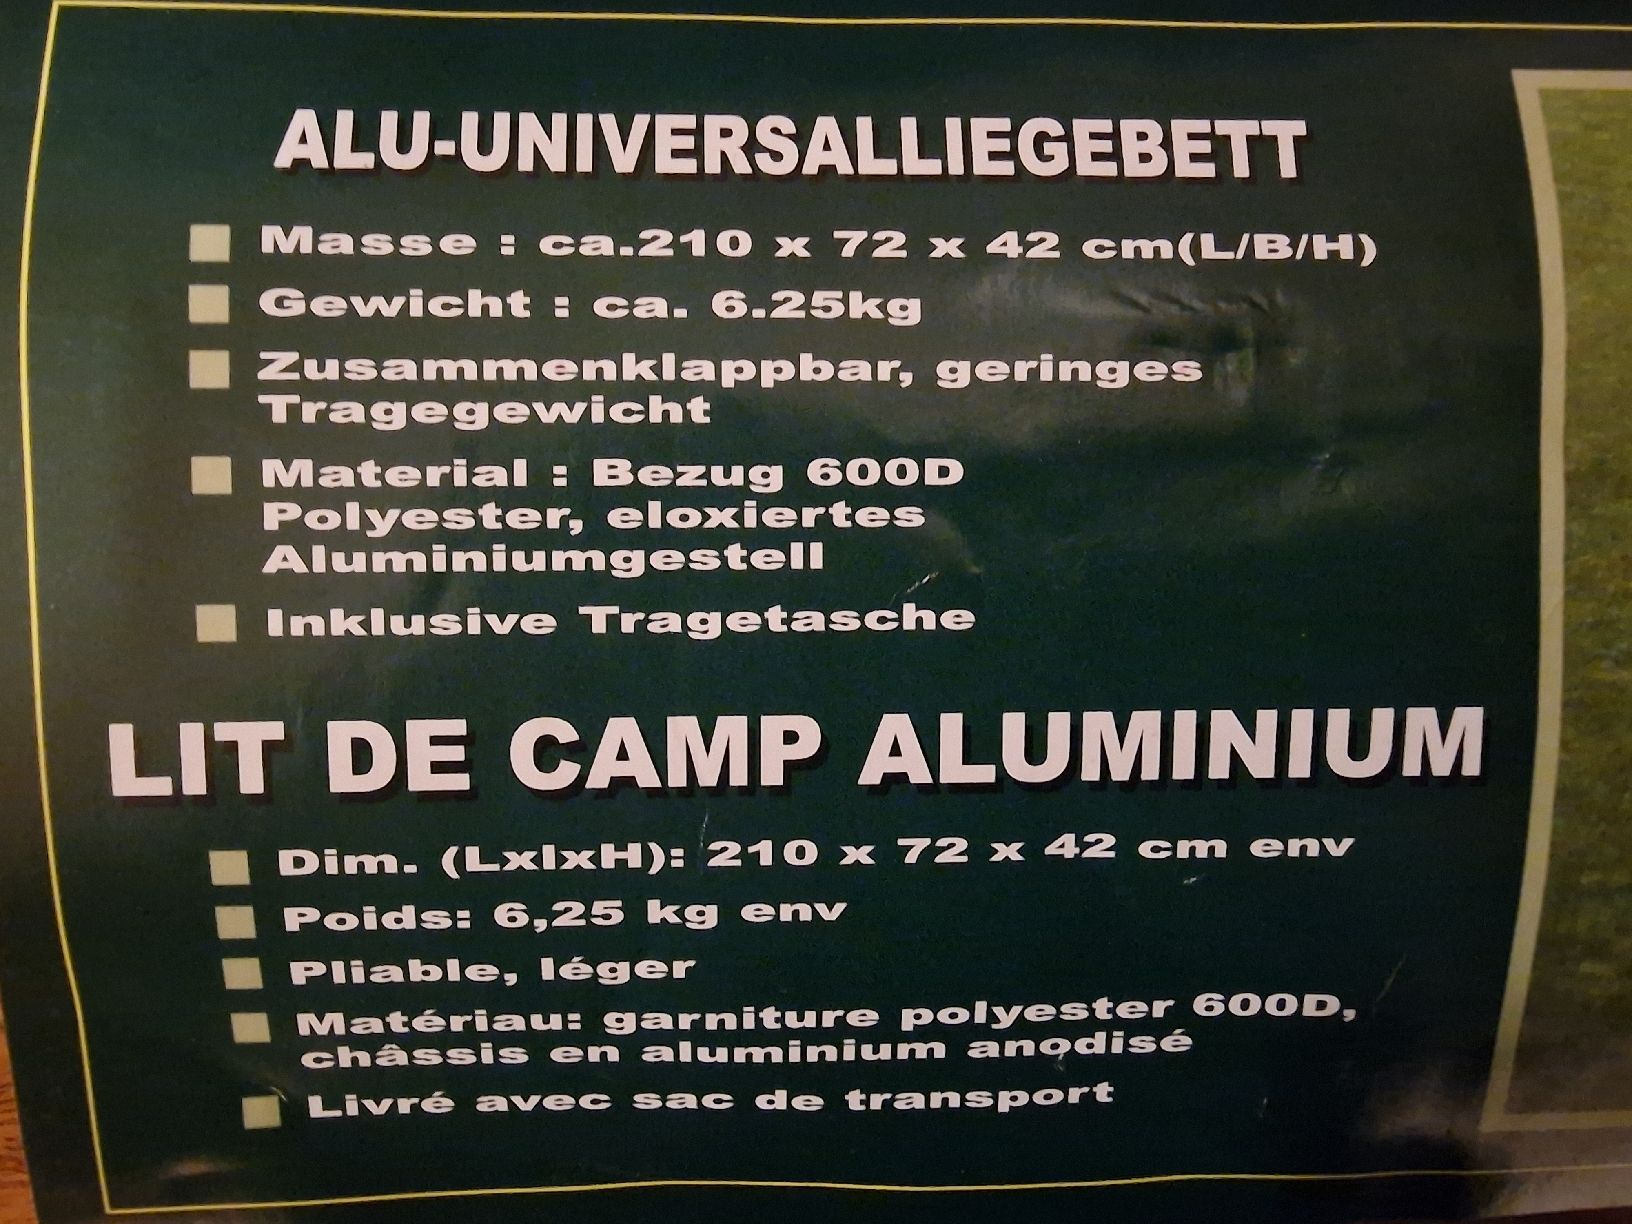 ALU-UNIVERSALLIEGEBETT
Masse : ca.210 x 72 x 42 cm(L/B/H)
Gewicht : ca. 6.25kg
Zusammenklappbar, geringes
Tragegewicht
Material : Bezug 600D
Polyester, eloxiertes
Aluminiumgestell
Inklusive Tragetasche
LIT DE CAMP ALUMINIUM
Dim. (LxlxH): 210 x 72 x 42 cm env
Poids: 6,25 kg env
Pliable, léger
Matériau: garniture polyester 600D,
châssis en aluminium anodisé
Livré avec sac de transport